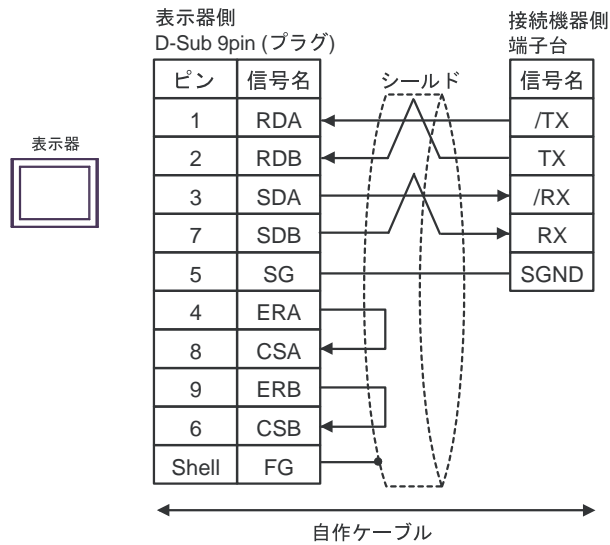 表示器側
D-Sub 9pin (プラグ)
接続機器側
端子台
ピン 信号名 シールド 信号名
1 RDA /TX
表示器
2 RDB TX
3 SDA /RX
7 SDB RX
5 SG SGND
4 ERA
8 CSA
9 ERB
6 CSB
Shell FG
自作ケーブル